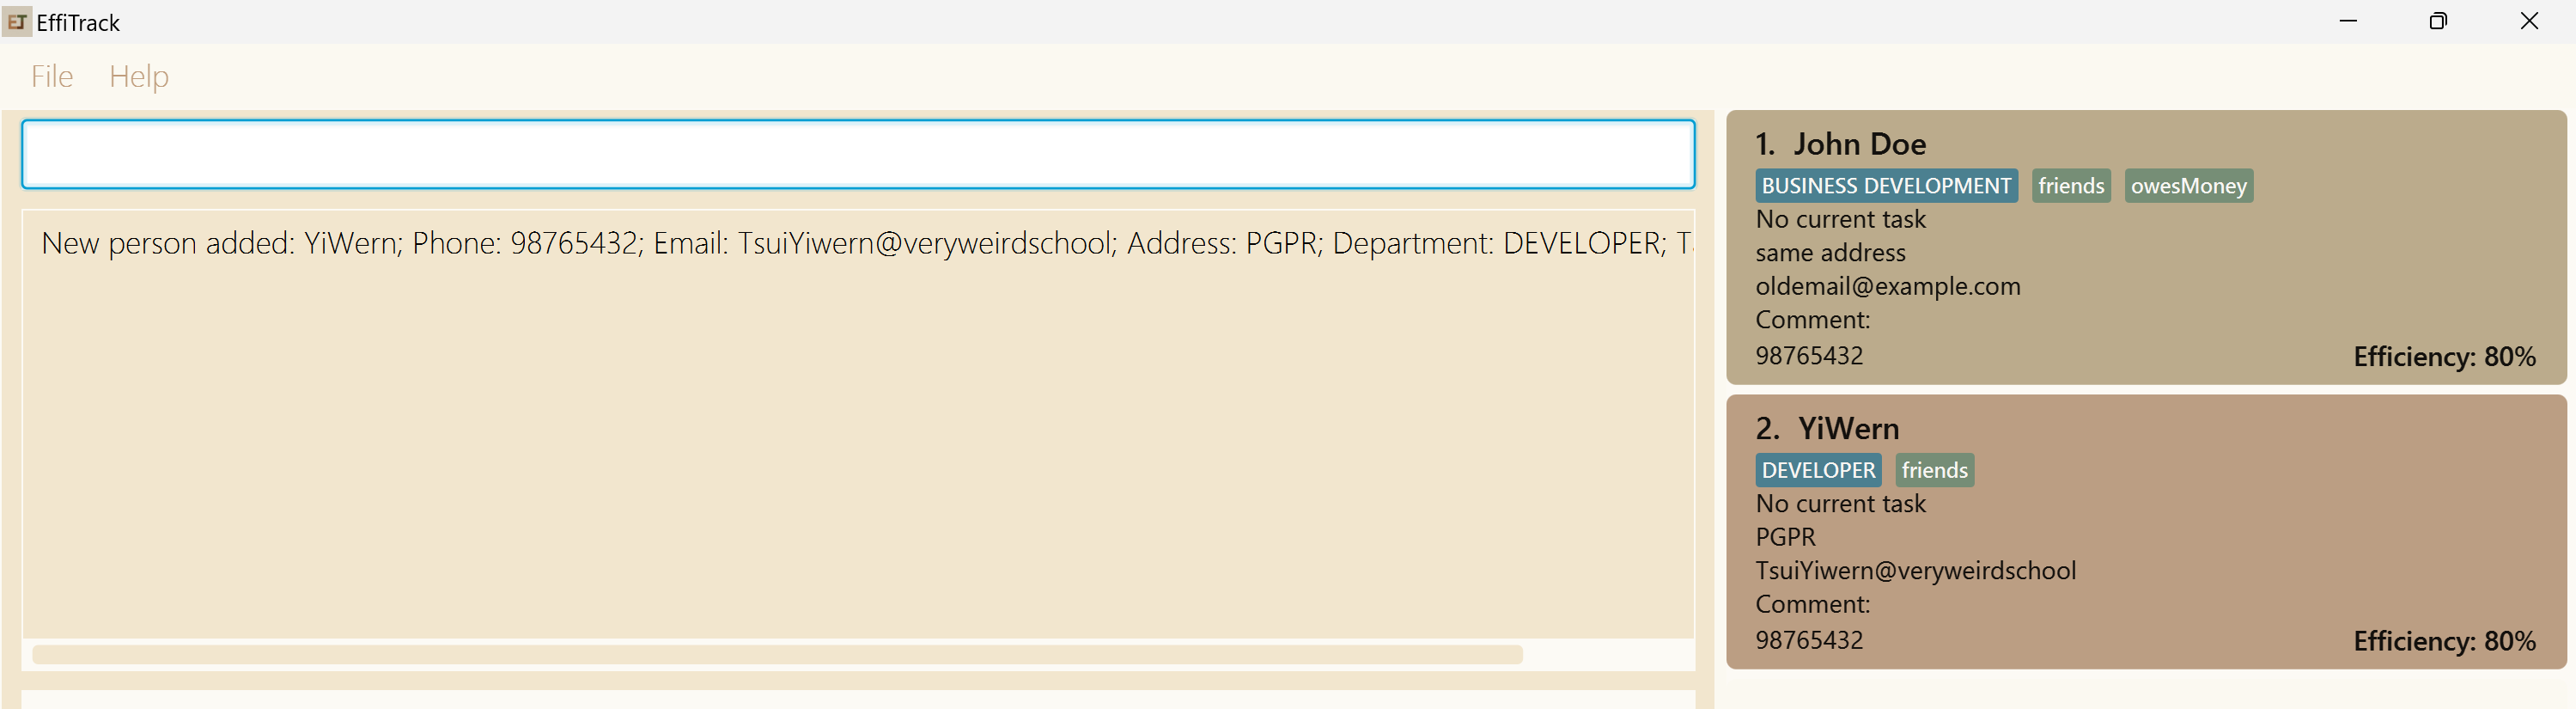 ET EffiTrack
File Help
New person added: YiWern; Phone: 98765432; Email: TsuiYiwern@veryweirdschool; Address: PGPR; Department: DEVELOPER;
1. John Doe
BUSINESS DEVELOPMENT friends owesMoney
No current task
same address
oldemail@example.com
Comment:
98765432 Efficiency: 80%
2. YiWern
DEVELOPER friends
No current task
PGPR
TsuiYiwern@veryweirdschool
Comment:
98765432 Efficiency: 80%